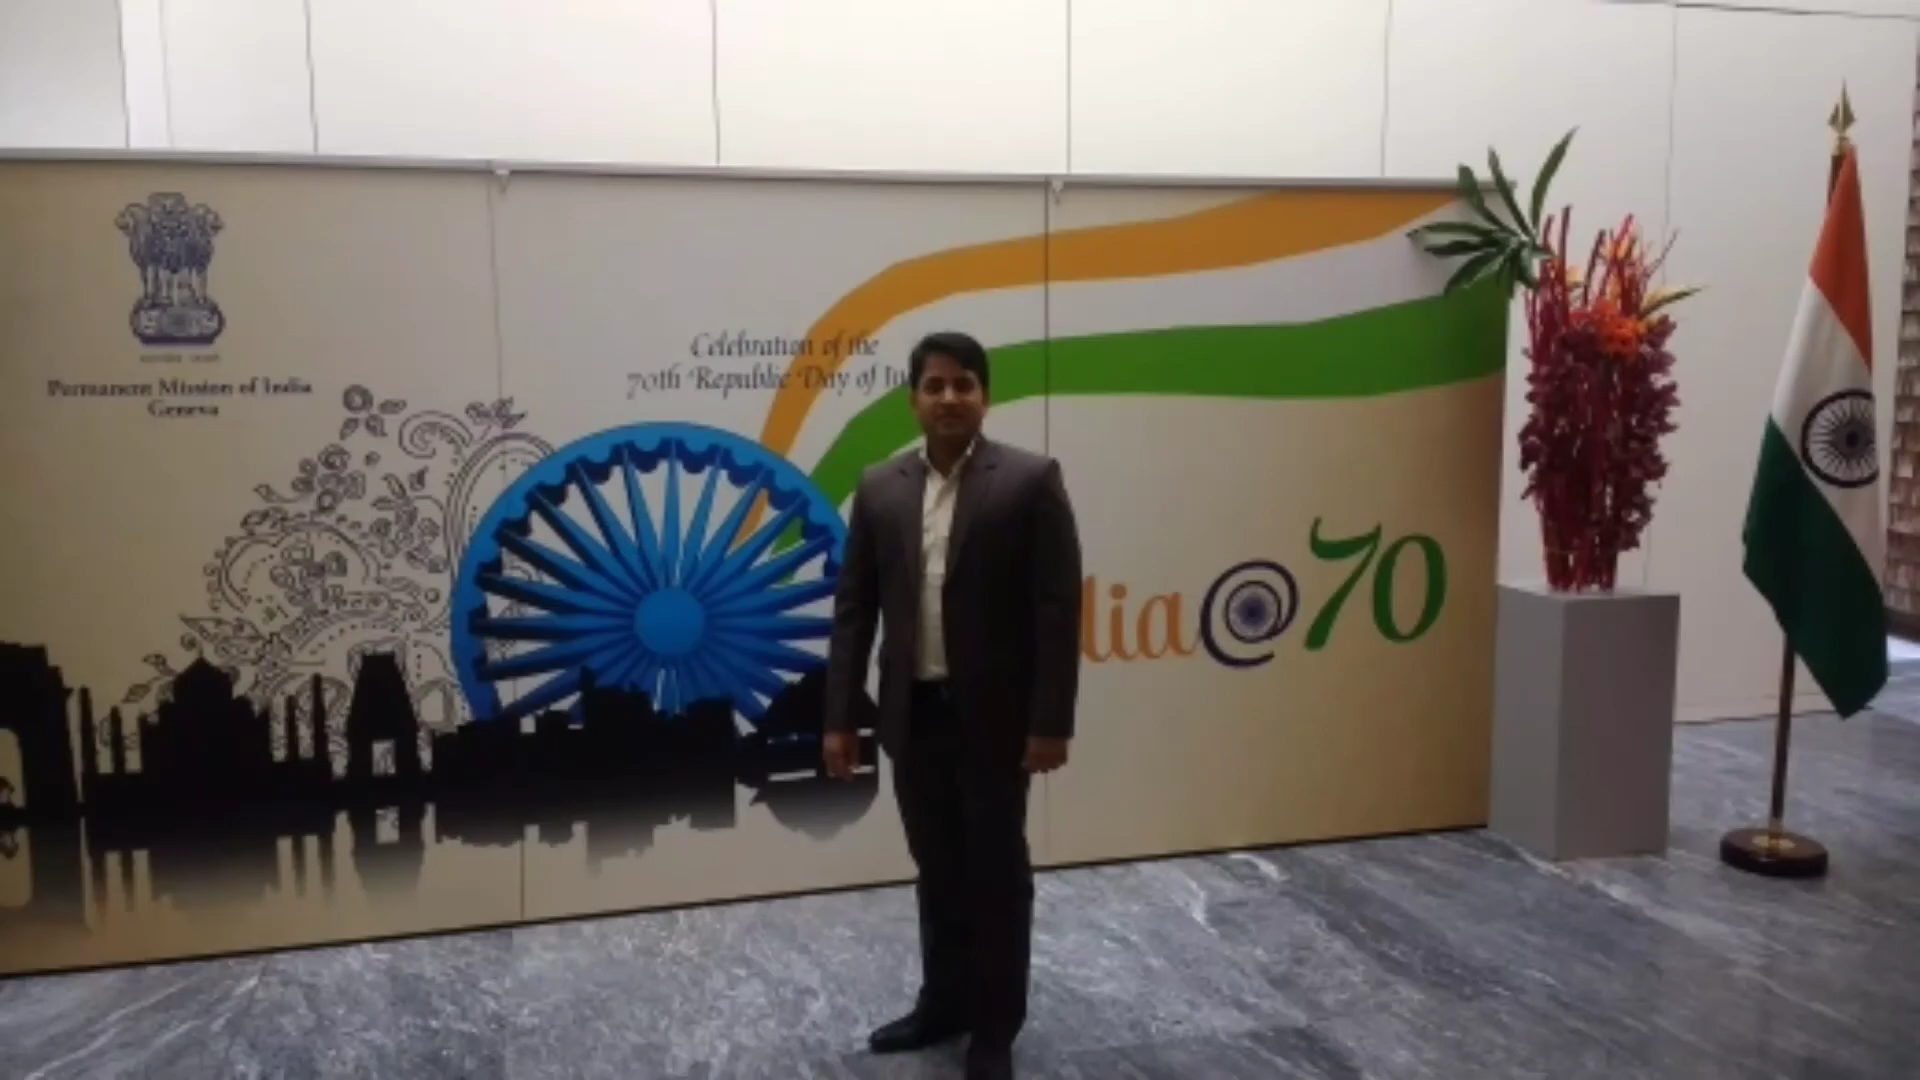 Permanent Mission of India
Geneva
Celebration of the
70th Republic Day of
dia@70